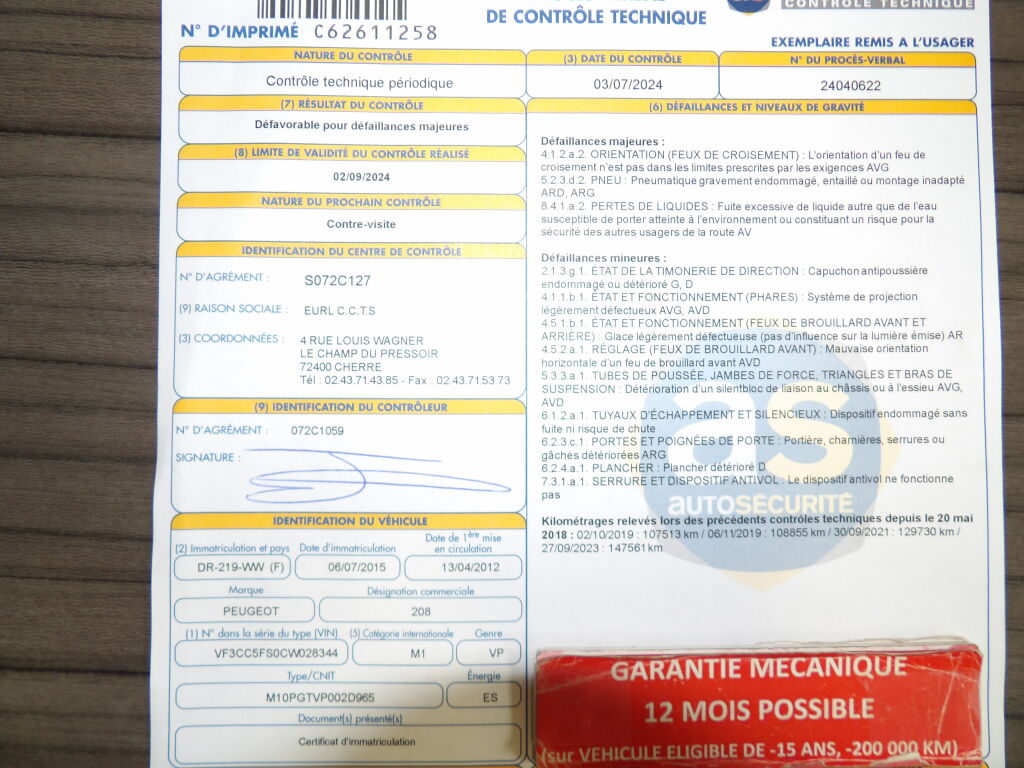 DE CONTRÔLE TECHNIQUE
CONTRÔLE TECHNIQUE
N° D'IMPRIMÉ C62611258
EXEMPLAIRE REMIS A L'USAGER
NATURE DU CONTRÔLE
Contrôle technique périodique
(3) DATE DU CONTRÔLE
03/07/2024
N° DU PROCÈS-VERBAL
24040622
(7) RÉSULTAT DU CONTRÔLE
Défavorable pour défaillances majeures
(8) LIMITE DE VALIDITÉ DU CONTRÔLE RÉALISÉ
02/09/2024
NATURE DU PROCHAIN CONTRÔLE
Contre-visite
IDENTIFICATION DU CENTRE DE CONTRÔLE
N° D'AGRÉMENT : S072C127
(9) RAISON SOCIALE : EURL C.C.T.S
(3) COORDONNÉES : 4 RUE LOUIS WAGNER
LE CHAMP DU PRESSOIR
72400 CHERRE
Tél : 02.43.71.43.85 - Fax : 02.43.71.53.73
(9) IDENTIFICATION DU CONTRÔLEUR
N° D'AGRÉMENT : 072C1059
SIGNATURE :
IDENTIFICATION DU VÉHICULE
(2) Immatriculation et pays
DR-219-WW (F)
Date d'immatriculation
06/07/2015
Date de 1ère mise
en circulation
13/04/2012
Marque
PEUGEOT
Désignation commerciale
208
(1) N° dans la série du type (VIN)
VF3CC5FS0CW028344
(5) Catégorie internationale
M1
Genre
VP
Type/CNIT
M10PGTVP002D965
Énergie
ES
Document(s) présenté(s)
Certificat d'immatriculation
(6) DÉFAILLANCES ET NIVEAUX DE GRAVITÉ
Défaillances majeures :
4.1.2.a.2. ORIENTATION (FEUX DE CROISEMENT) : L'orientation d'un feu de
croisement n'est pas dans les limites prescrites par les exigences AVG
5.2.3.d.2. PNEU : Pneumatique gravement endommagé, entaillé ou montage inadapté
ARD, ARG
8.4.1.a.2. PERTES DE LIQUIDES : Fuite excessive de liquide autre que de l'eau
susceptible de porter atteinte à l'environnement ou constituant un risque pour la
sécurité des autres usagers de la route AV
Défaillances mineures :
2.1.3.g.1. ÉTAT DE LA TIMONERIE DE DIRECTION : Capuchon antipoussière
endommagé ou détérioré G, D
4.1.1.b.1. ÉTAT ET FONCTIONNEMENT (PHARES) : Système de projection
légèrement défectueux AVG, AVD
4.5.1.b.1. ÉTAT ET FONCTIONNEMENT (FEUX DE BROUILLARD AVANT ET
ARRIÈRE) : Glace légèrement défectueuse (pas d'influence sur la lumière émise) AR
4.5.2.a.1. RÉGLAGE (FEUX DE BROUILLARD AVANT) : Mauvaise orientation
horizontale d'un feu de brouillard avant AVD
5.3.3.a.1. TUBES DE POUSSÉE, JAMBES DE FORCE, TRIANGLES ET BRAS DE
SUSPENSION : Détérioration d'un silentbloc de liaison au châssis ou à l'essieu AVG,
AVD
6.1.2.a.1. TUYAUX D'ÉCHAPPEMENT ET SILENCIEUX : Dispositif endommagé sans
fuite ni risque de chute
6.2.3.c.1. PORTES ET POIGNÉES DE PORTE : Portière, charnières, serrures ou
gâches détériorées ARG
6.2.4.a.1. PLANCHER : Plancher détérioré D
7.3.1.a.1. SERRURE ET DISPOSITIF ANTIVOL : Le dispositif antivol ne fonctionne
pas
as
AUTOSÉCURITÉ
Kilométrages relevés lors des précédents contrôles techniques depuis le 20 mai
2018 : 02/10/2019 : 107513 km / 06/11/2019 : 108855 km / 30/09/2021 : 129730 km /
27/09/2023 : 147561 km
GARANTIE MECANIQUE
12 MOIS POSSIBLE
(sur VEHICULE ELIGIBLE DE -15 ANS, -200 000 KM)